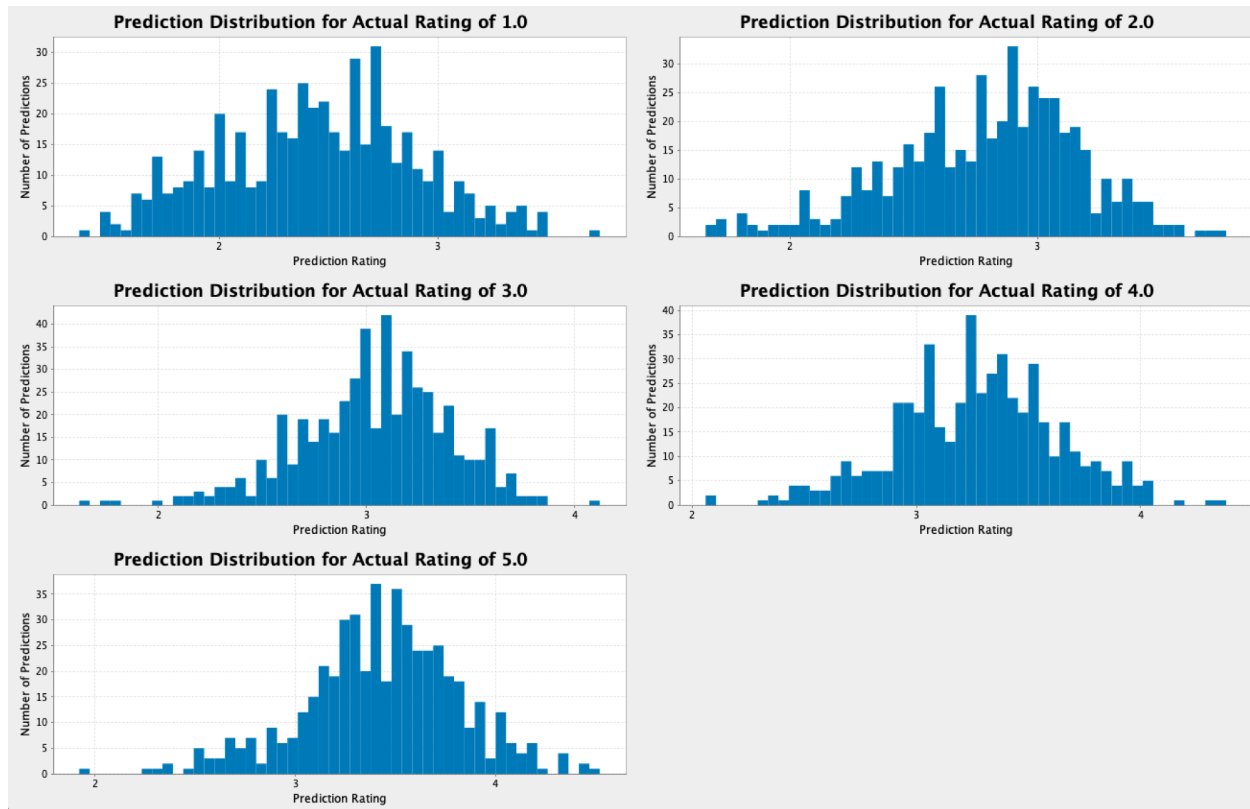 Prediction Distribution for Actual Rating of 1.0
Number of Predictions
30
25
20
15
10
5
0
2 3
Prediction Rating
Prediction Distribution for Actual Rating of 2.0
Number of Predictions
30
25
20
15
10
5
0
2 3
Prediction Rating
Prediction Distribution for Actual Rating of 3.0
Number of Predictions
40
35
30
25
20
15
10
5
0
2 3 4
Prediction Rating
Prediction Distribution for Actual Rating of 4.0
Number of Predictions
40
35
30
25
20
15
10
5
0
2 3 4
Prediction Rating
Prediction Distribution for Actual Rating of 5.0
Number of Predictions
35
30
25
20
15
10
5
0
2 3 4
Prediction Rating